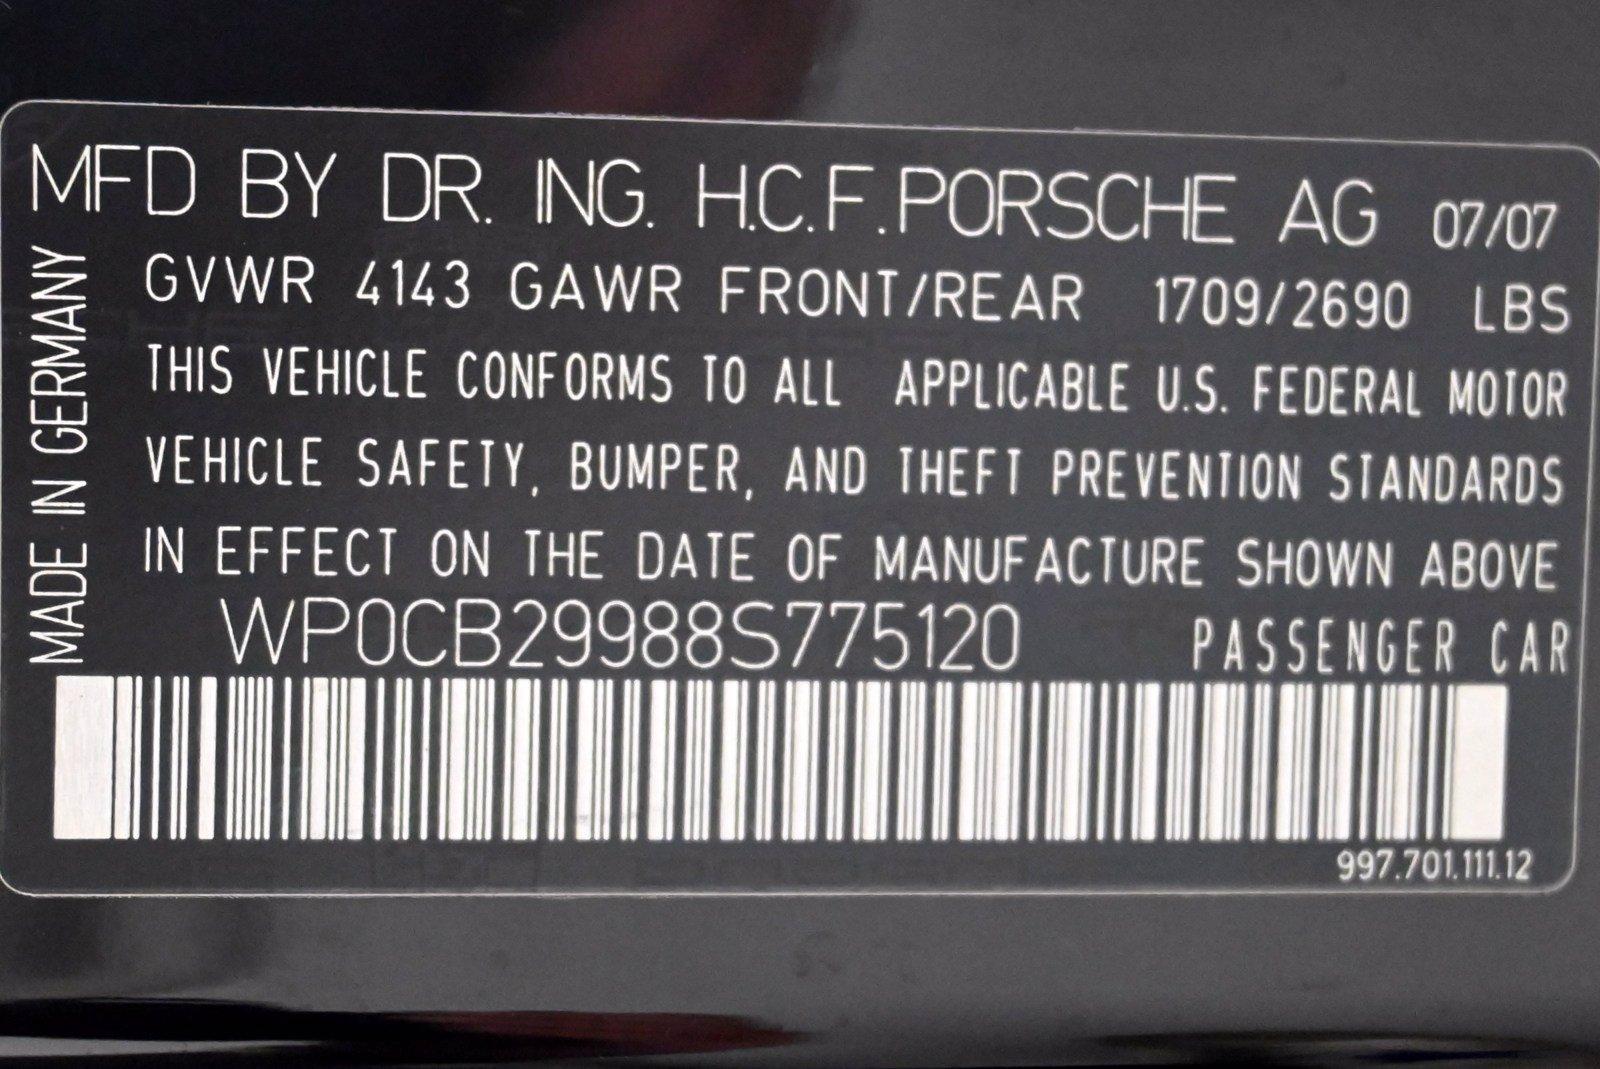 MFD BY DR. ING. H.C.F. PORSCHE AG 07/07
GVWR 4143 GAWR FRONT/REAR 1709/2690 LBS
THIS VEHICLE CONFORMS TO ALL APPLICABLE U.S. FEDERAL MOTOR
VEHICLE SAFETY, BUMPER, AND THEFT PREVENTION STANDARDS
IN EFFECT ON THE DATE OF MANUFACTURE SHOWN ABOVE
WP0CB29988S775120 PASSENGER CAR
997.701.111.12
MADE IN GERMANY